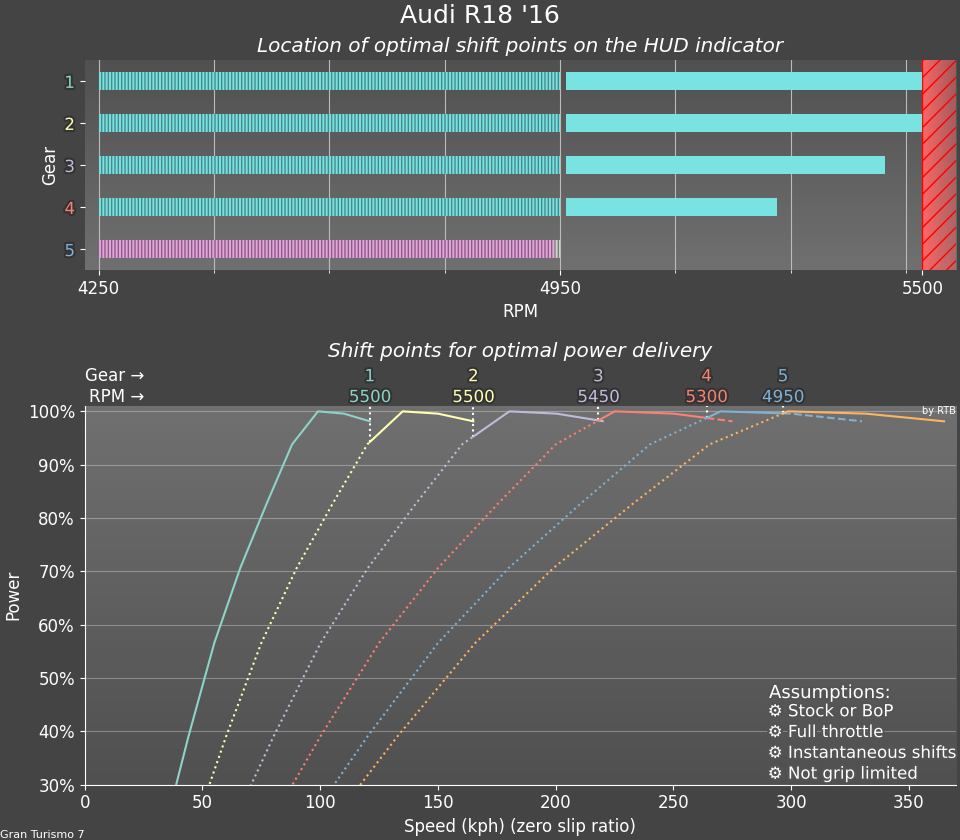 Audi R18 '16
Location of optimal shift points on the HUD indicator
Gear
1
2
3
4
5
4250 4950 5500
RPM
Shift points for optimal power delivery
Gear → 1 2 3 4 5
RPM → 5500 5500 5450 5300 4950
by RTB
Power
100%
90%
80%
70%
60%
50%
40%
30%
Assumptions:
⚙ Stock or BoP
⚙ Full throttle
⚙ Instantaneous shifts
⚙ Not grip limited
0 50 100 150 200 250 300 350
Speed (kph) (zero slip ratio)
Gran Turismo 7